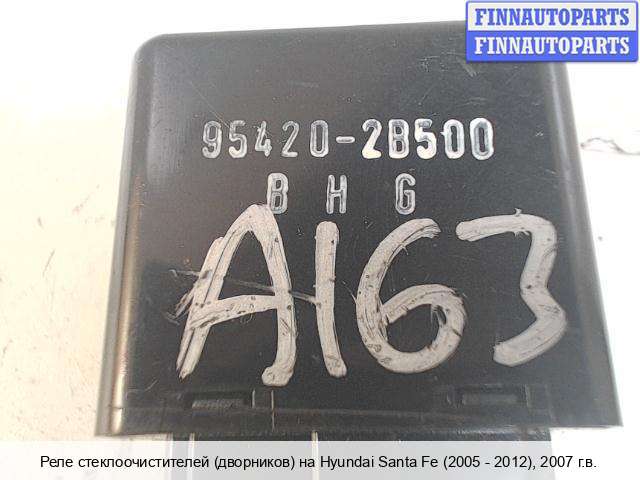 FINNAUTOPARTS
FINNAUTOPARTS
95420-2B500
B H G
A163
Реле стеклоочистителей (дворников) на Hyundai Santa Fe (2005 - 2012), 2007 г.в.